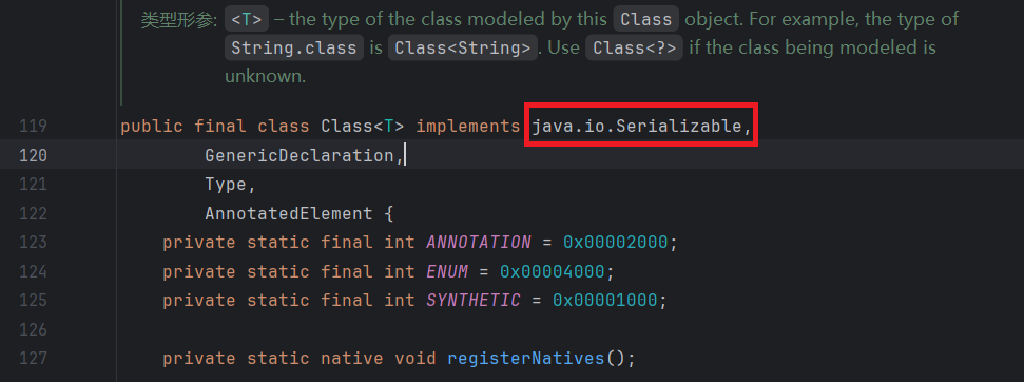 类型形参: <T> – the type of the class modeled by this Class object. For example, the type of
String.class is Class<String>. Use Class<?> if the class being modeled is
unknown.
119 public final class Class<T> implements java.io.Serializable,
120 GenericDeclaration,
121 Type,
122 AnnotatedElement {
123 private static final int ANNOTATION = 0x00002000;
124 private static final int ENUM = 0x00004000;
125 private static final int SYNTHETIC = 0x00001000;
126
127 private static native void registerNatives();